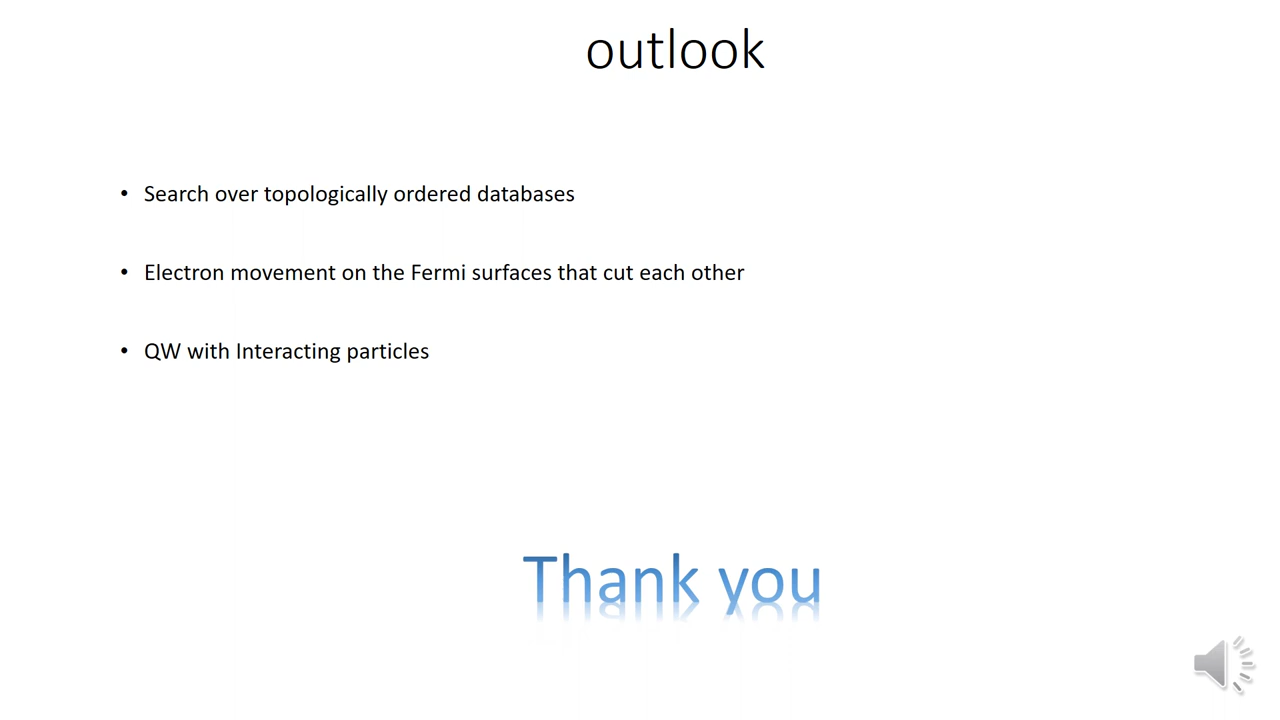 outlook
• Search over topologically ordered databases
• Electron movement on the Fermi surfaces that cut each other
• QW with Interacting particles
Thank you